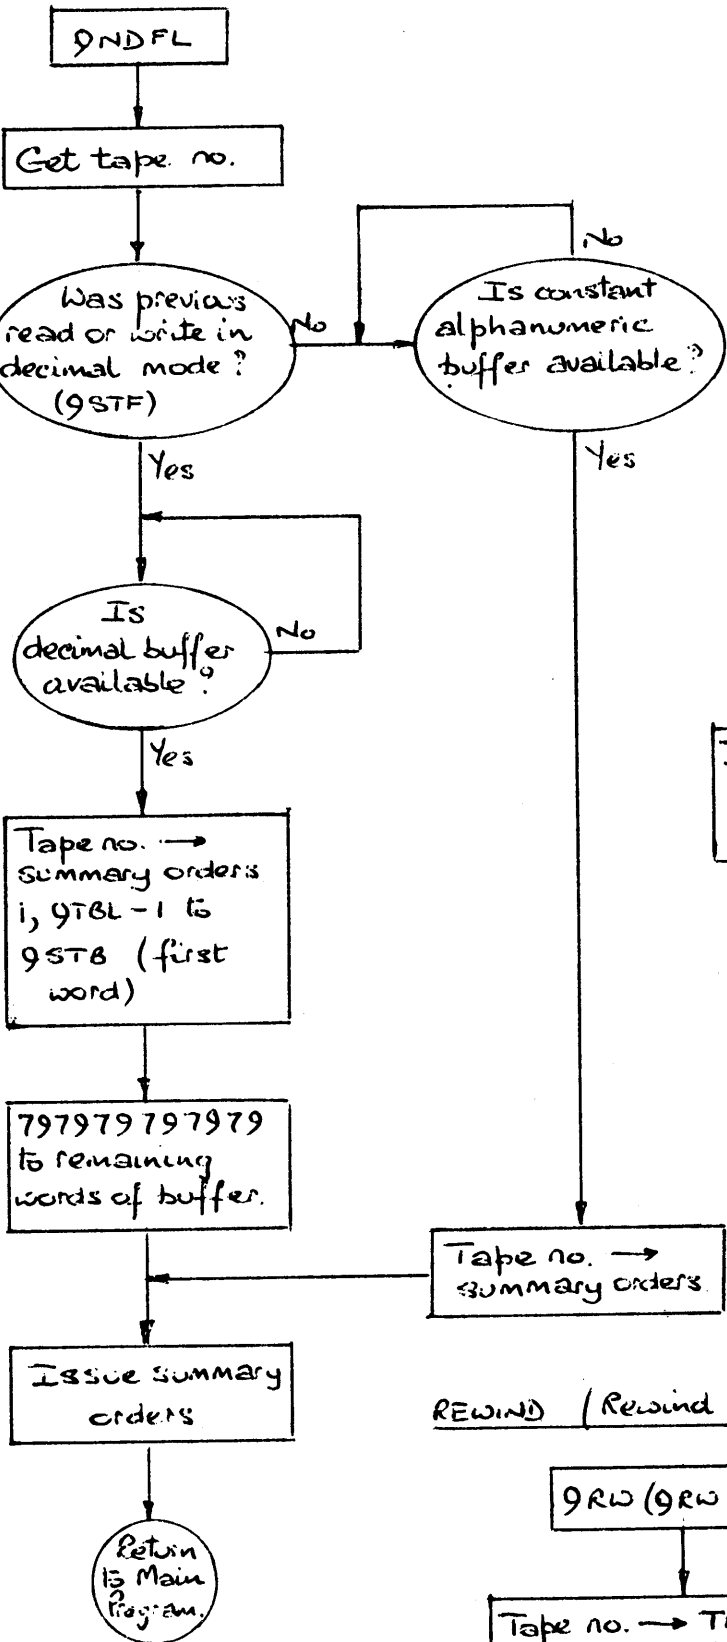 9NDFL
Get tape no.
Was previous
read or write in
decimal mode?
(9STF)
No
No
Is constant
alphanumeric
buffer available?
Yes
Yes
Is
decimal buffer
available?
No
Yes
Tape no. →
summary orders
i, 9TBL-1 to
9STB (first
word)
797979797979
to remaining
words of buffer.
Tape no. →
summary orders
Issue summary
orders
Return
to Main
Program.
REWIND (Rewind
9RW (9RW
Tape no. →